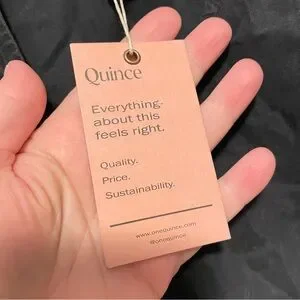 Quince
Everything
about this
feels right.
Quality.
Price.
Sustainability.
www.onequince.com
@onequince